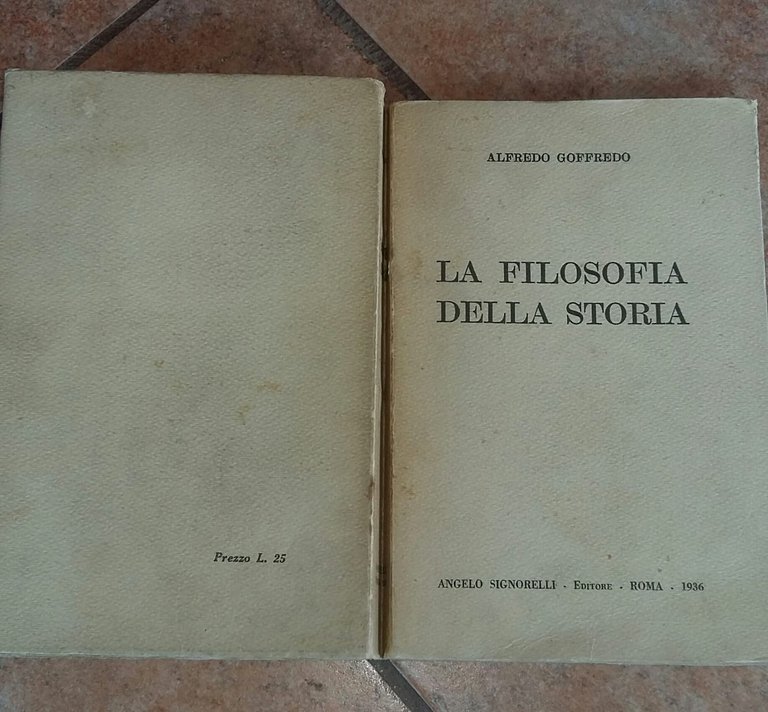 Prezzo L. 25
ALFREDO GOFFREDO
LA FILOSOFIA
DELLA STORIA
ANGELO SIGNORELLI - EDITORE - ROMA - 1936